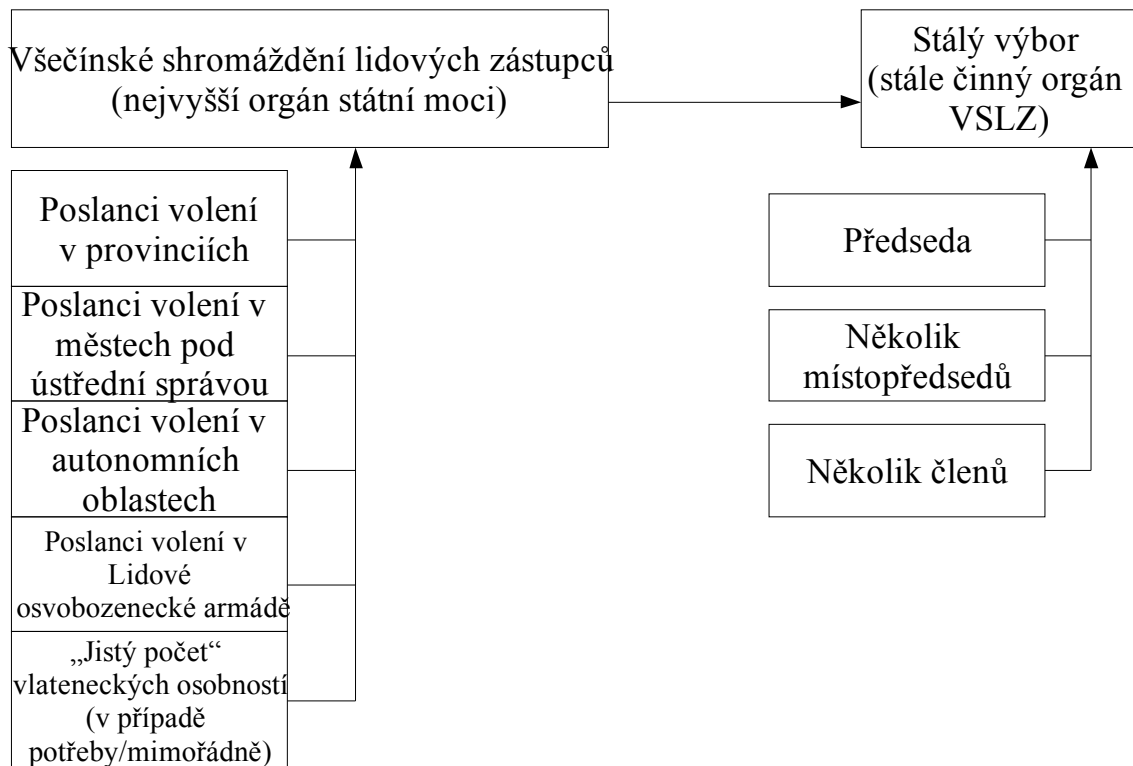 Všečínské shromáždění lidových zástupců
(nejvyšší orgán státní moci)
Stálý výbor
(stále činný orgán
VSLZ)
Poslanci volení
v provinciích
Poslanci volení v
městech pod
ústřední správou
Poslanci volení v
autonomních
oblastech
Poslanci volení v
Lidové
osvobozenecké armádě
„Jistý počet“
vlateneckých osobností
(v případě
potřeby/mimořádně)
Předseda
Několik
místopředsedů
Několik členů